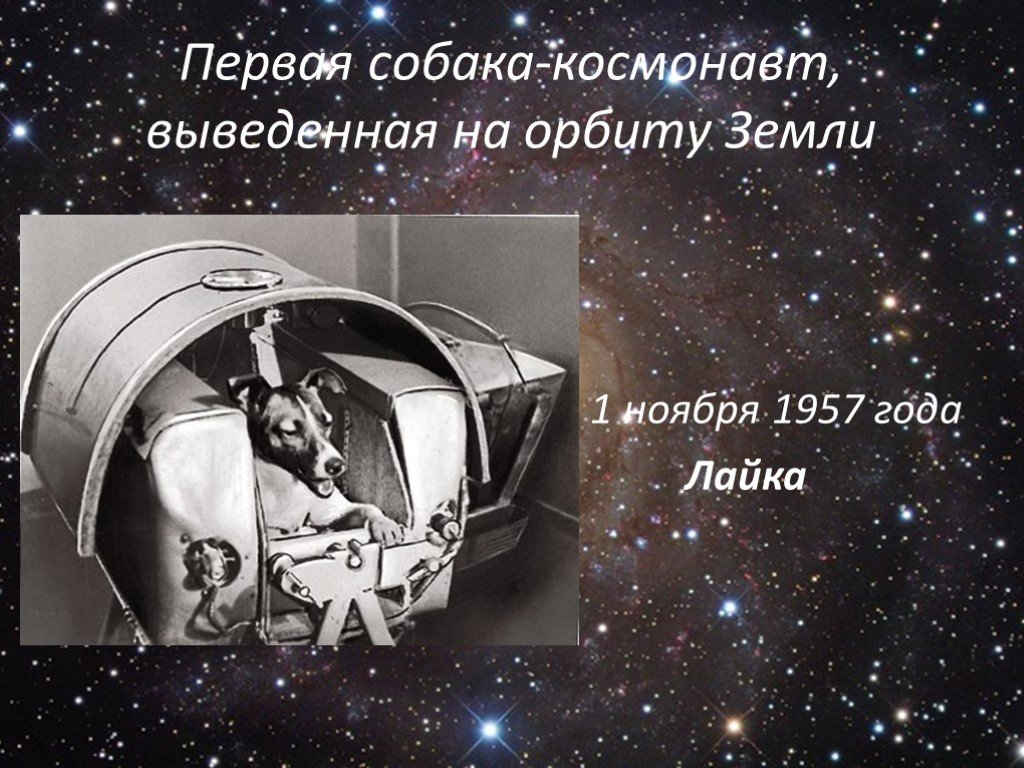 Первая собака-космонавт,
выведенная на орбиту Земли
1 ноября 1957 года
Лайка